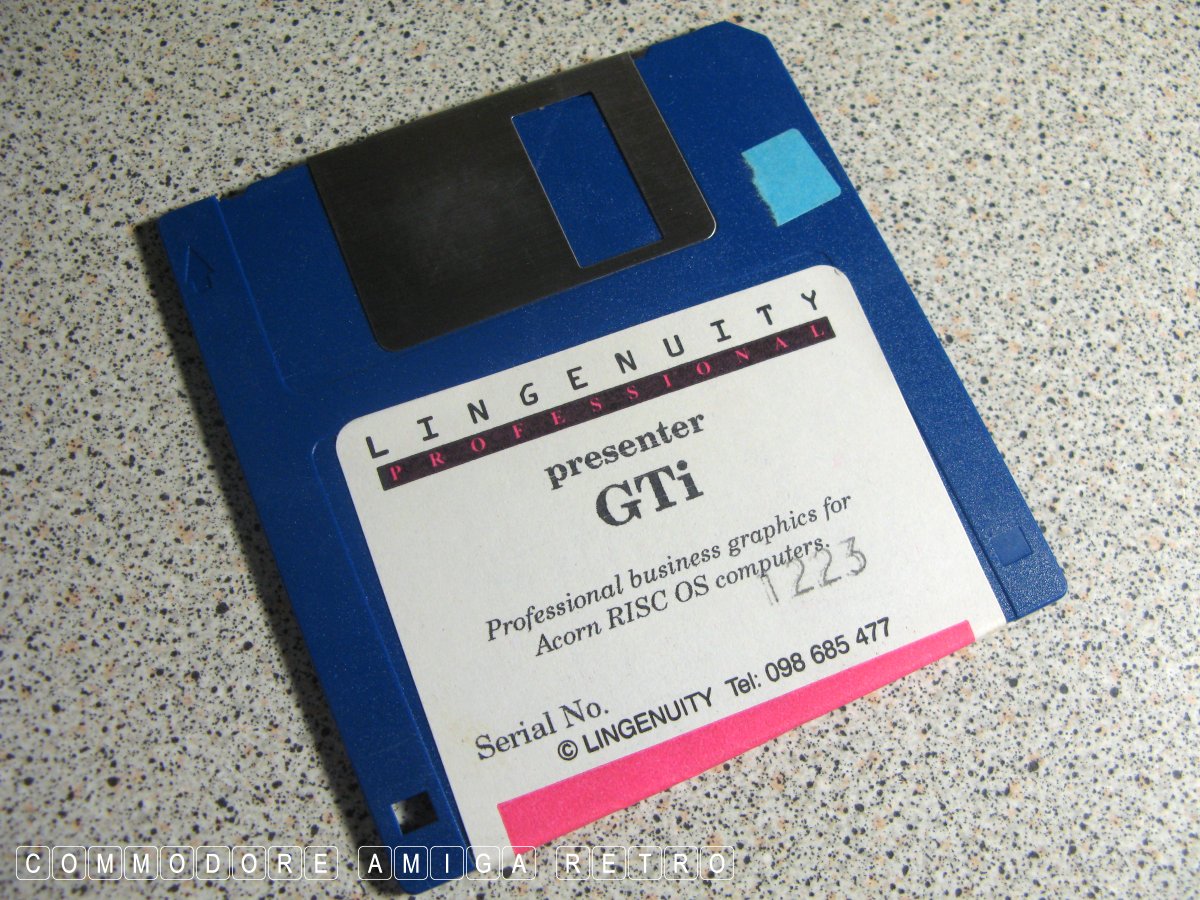 LINGENUITY
PROFESSIONAL
presenter
GTi
Professional business graphics for
Acorn RISC OS computers.
1223
Serial No.
© LINGENUITY Tel: 098 685 477
COMMODORE AMIGA RETRO